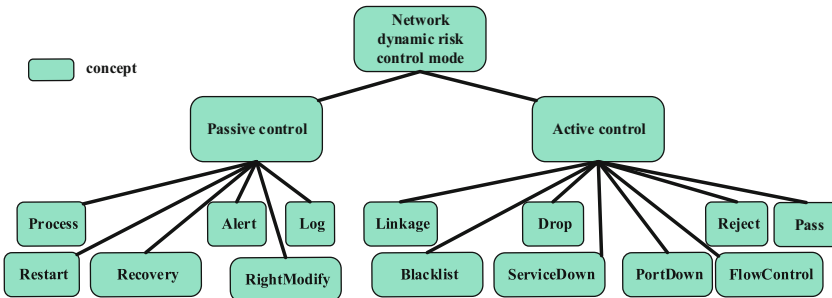 Network
dynamic risk
control mode
concept
Passive control
Active control
Process
Alert
Log
Linkage
Drop
Reject
Pass
Restart
Recovery
RightModify
Blacklist
ServiceDown
PortDown
FlowControl